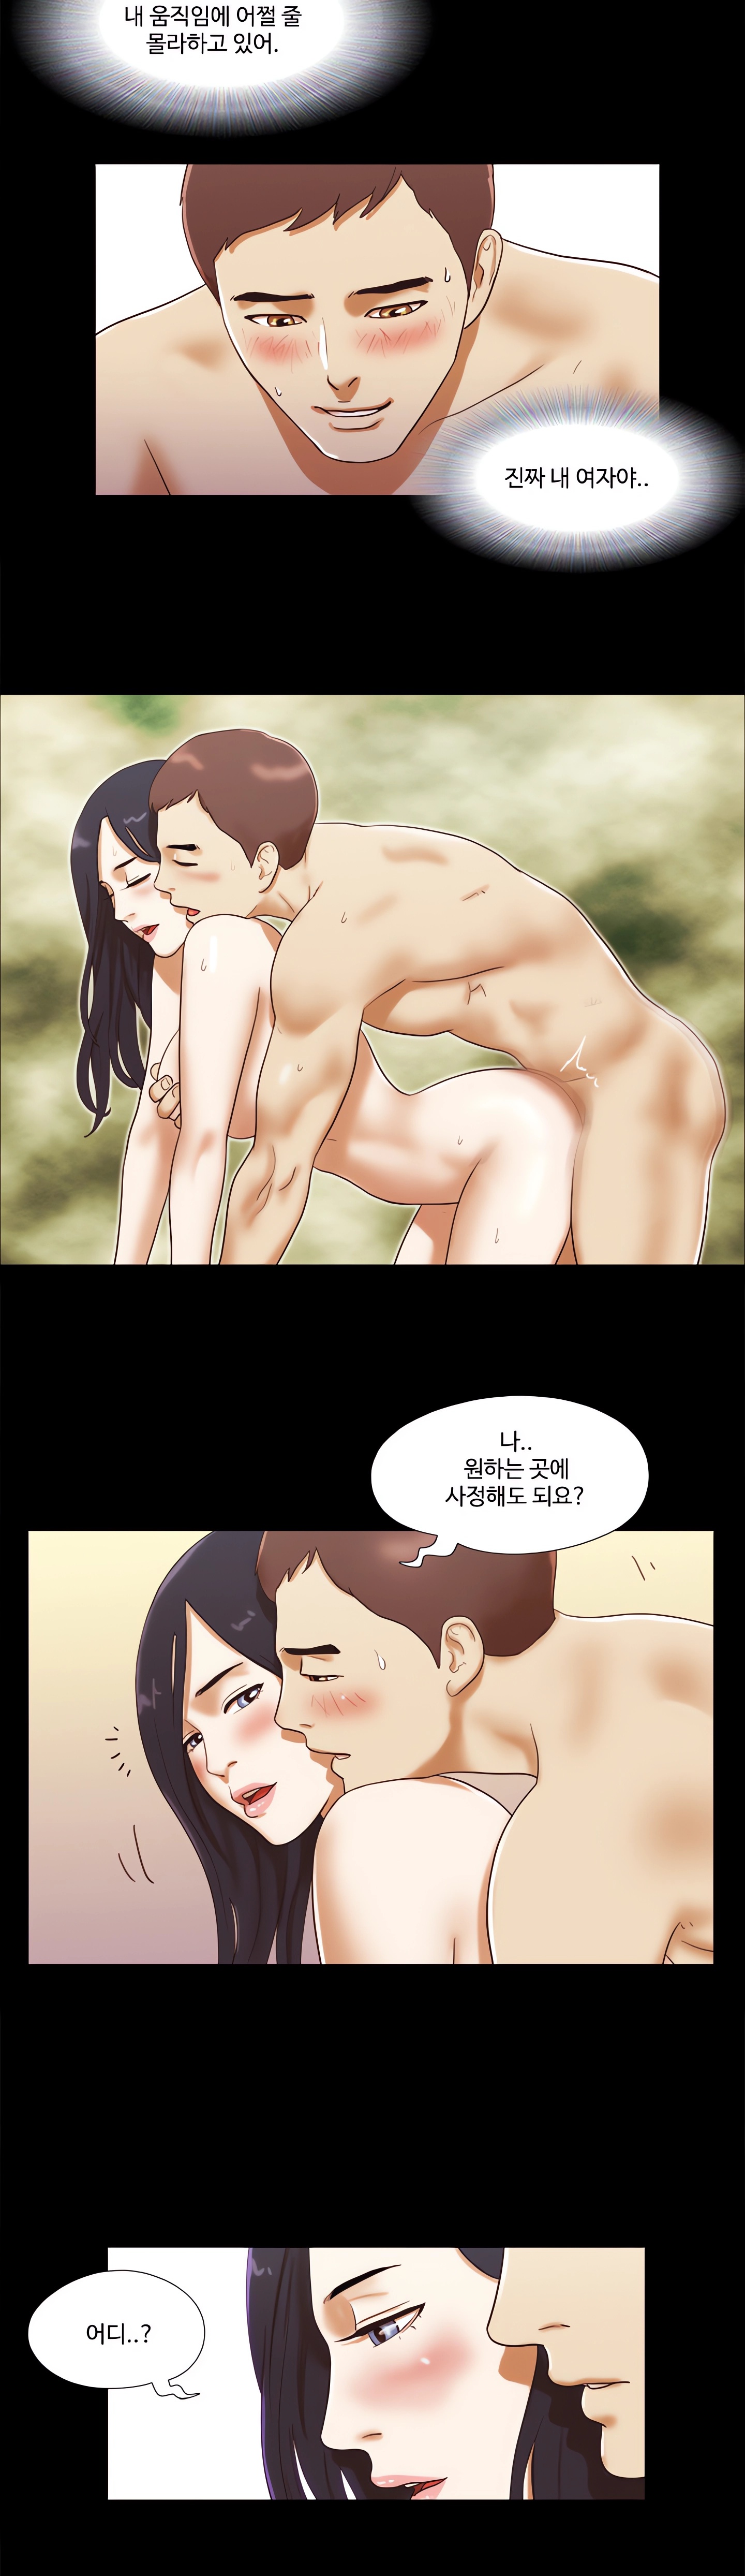 내 움직임에 어쩔 줄
몰라하고 있어.
진짜 내 여자야..
나..
원하는 곳에
사정해도 되요?
어디..?